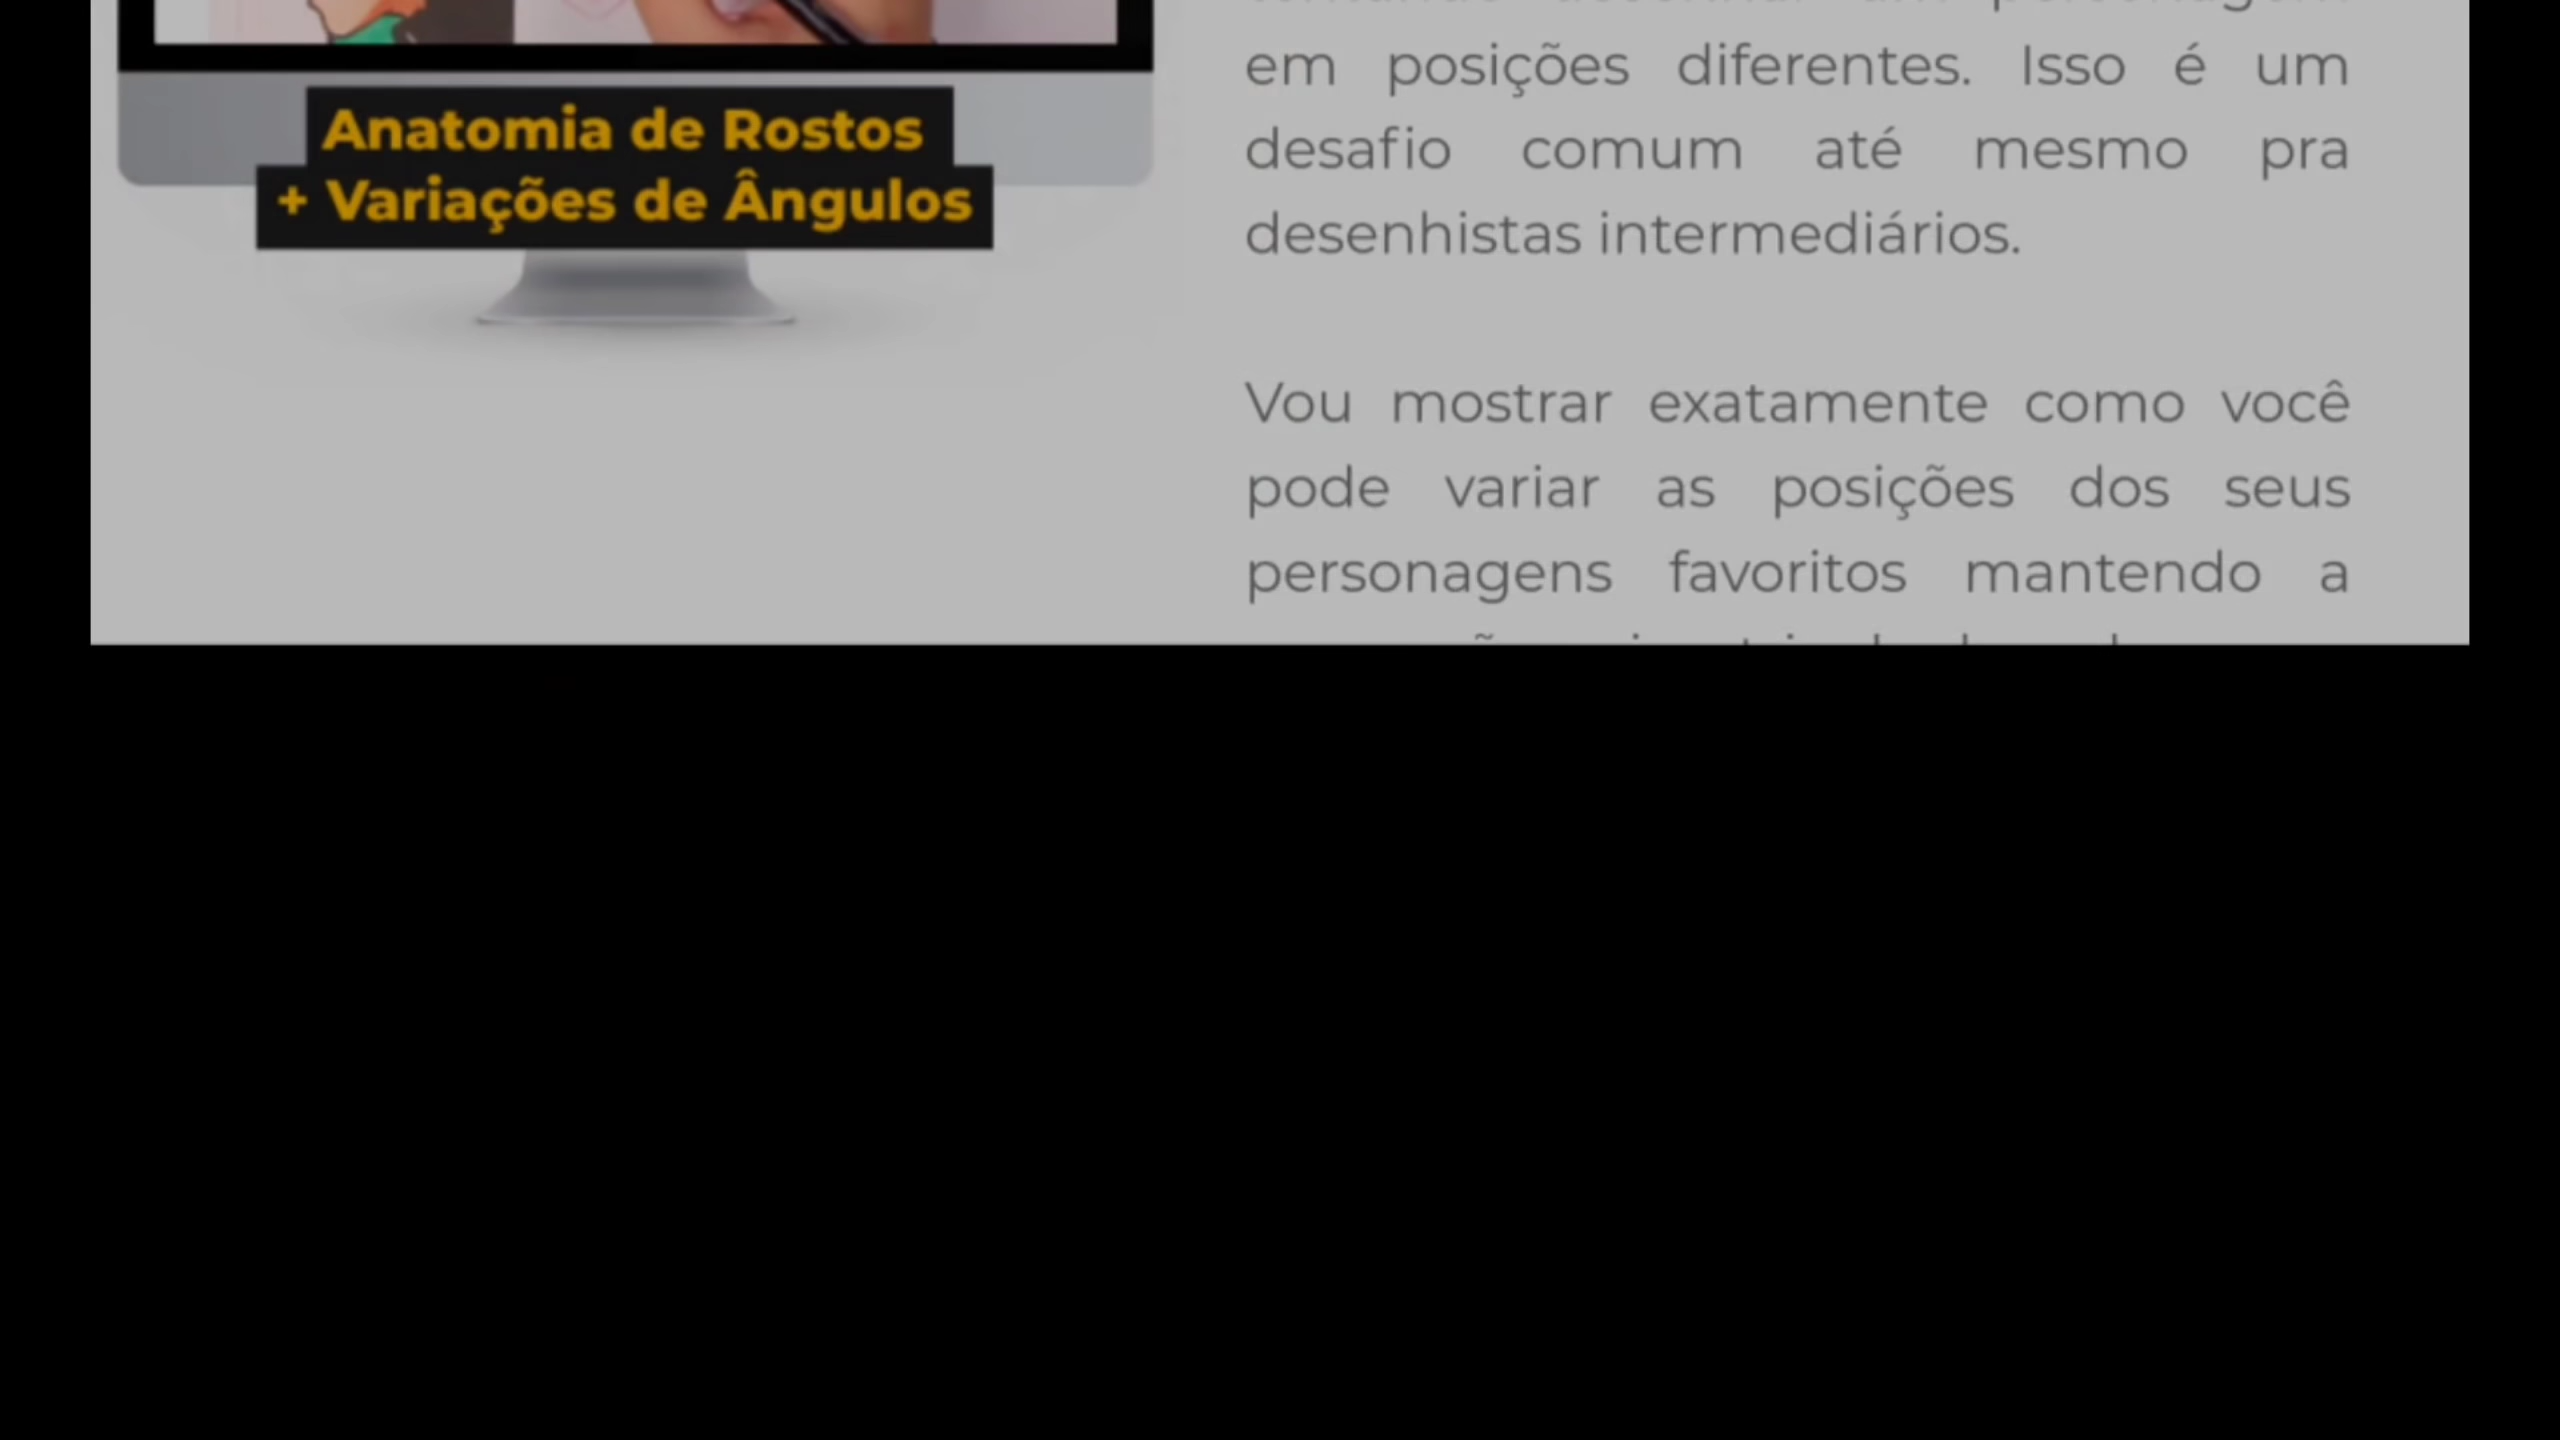 Anatomia de Rostos
+ Variações de Ângulos
em posições diferentes. Isso é um
desafio comum até mesmo pra
desenhistas intermediários.
Vou mostrar exatamente como você
pode variar as posições dos seus
personagens favoritos mantendo a